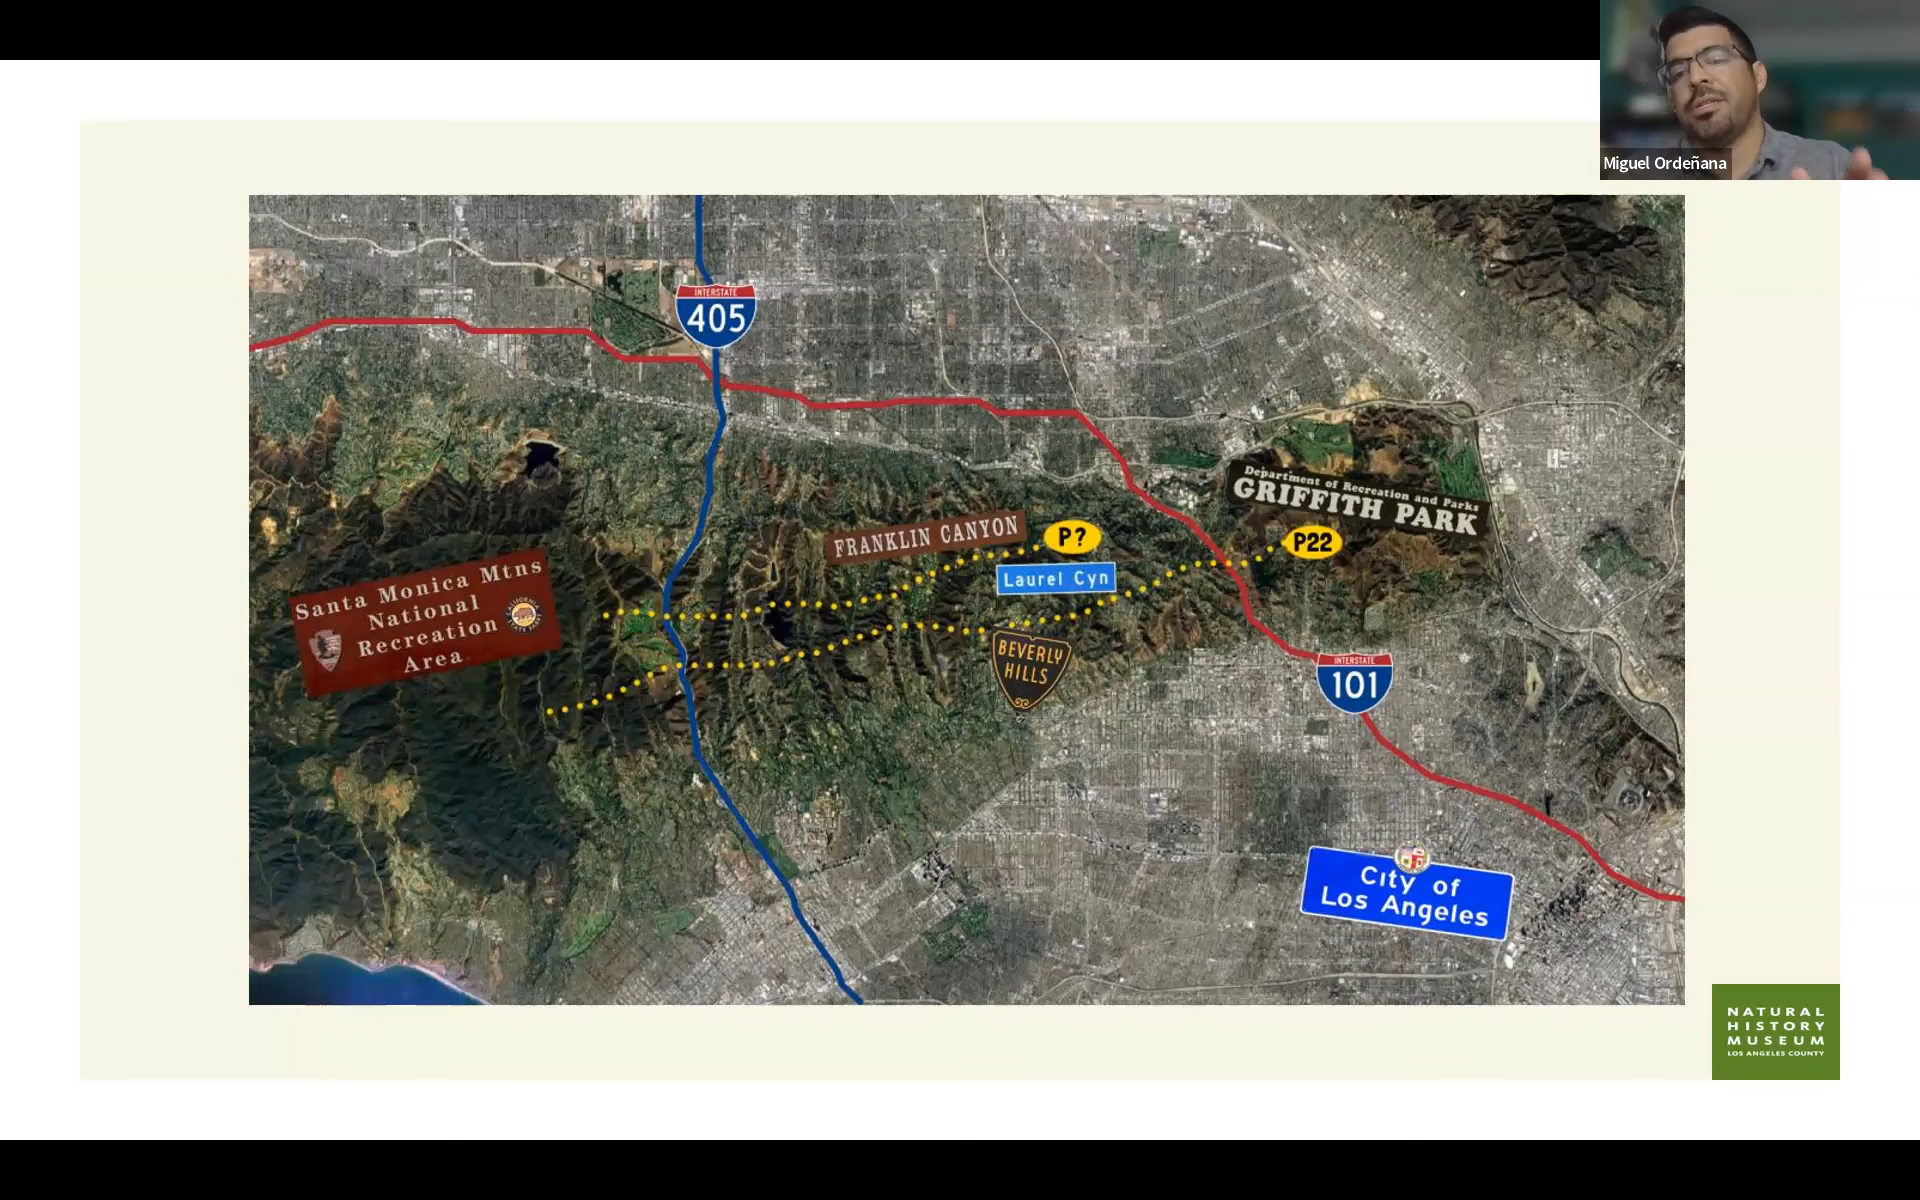 Miguel Ordeñana
INTERSTATE
405
Department of Recreation and Parks
GRIFFITH PARK
FRANKLIN CANYON
P?
P22
Laurel Cyn
Santa Monica Mtns
National
Recreation
Area
BEVERLY
HILLS
INTERSTATE
101
City of
Los Angeles
NATURAL
HISTORY
MUSEUM
LOS ANGELES COUNTY